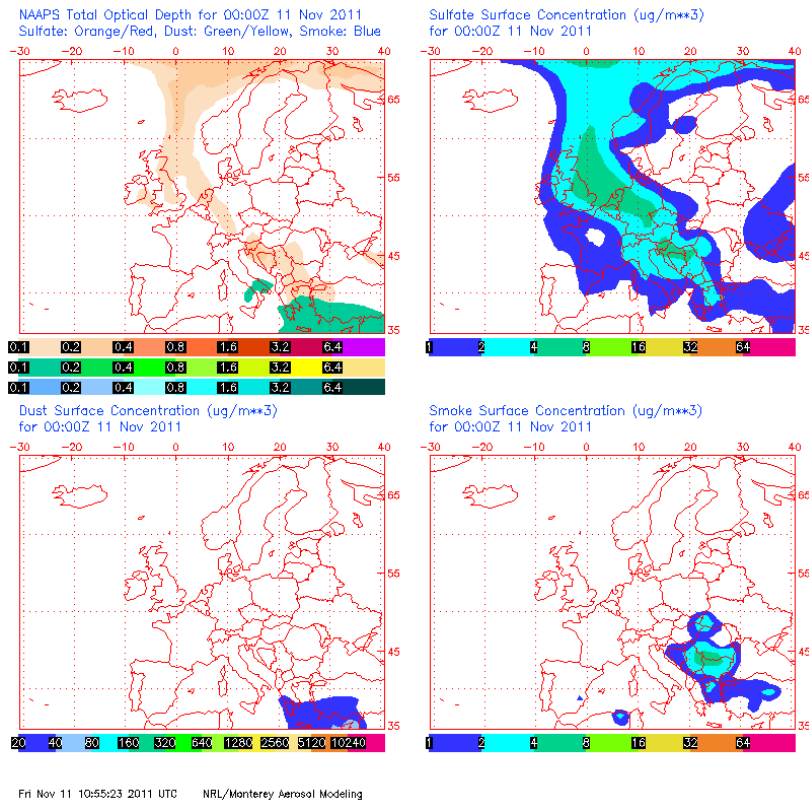 NAAPS Total Optical Depth for 00:00Z 11 Nov 2011
Sulfate: Orange/Red, Dust: Green/Yellow, Smoke: Blue
-30 -20 -10 0 10 20 30 40
65
55
45
35
0.1 0.2 0.4 0.8 1.6 3.2 6.4
0.1 0.2 0.4 0.8 1.6 3.2 6.4
0.1 0.2 0.4 0.8 1.6 3.2 6.4
Sulfate Surface Concentration (ug/m**3)
for 00:00Z 11 Nov 2011
-30 -20 -10 0 10 20 30 40
65
55
45
35
1 2 4 8 16 32 64
Dust Surface Concentration (ug/m**3)
for 00:00Z 11 Nov 2011
-30 -20 -10 0 10 20 30 40
65
55
45
35
20 40 80 160 320 640 1280 2560 5120 10240
Smoke Surface Concentration (ug/m**3)
for 00:00Z 11 Nov 2011
-30 -20 -10 0 10 20 30 40
65
55
45
35
1 2 4 8 16 32 64
Fri Nov 11 10:55:23 2011 UTC NRL/Monterey Aerosol Modeling